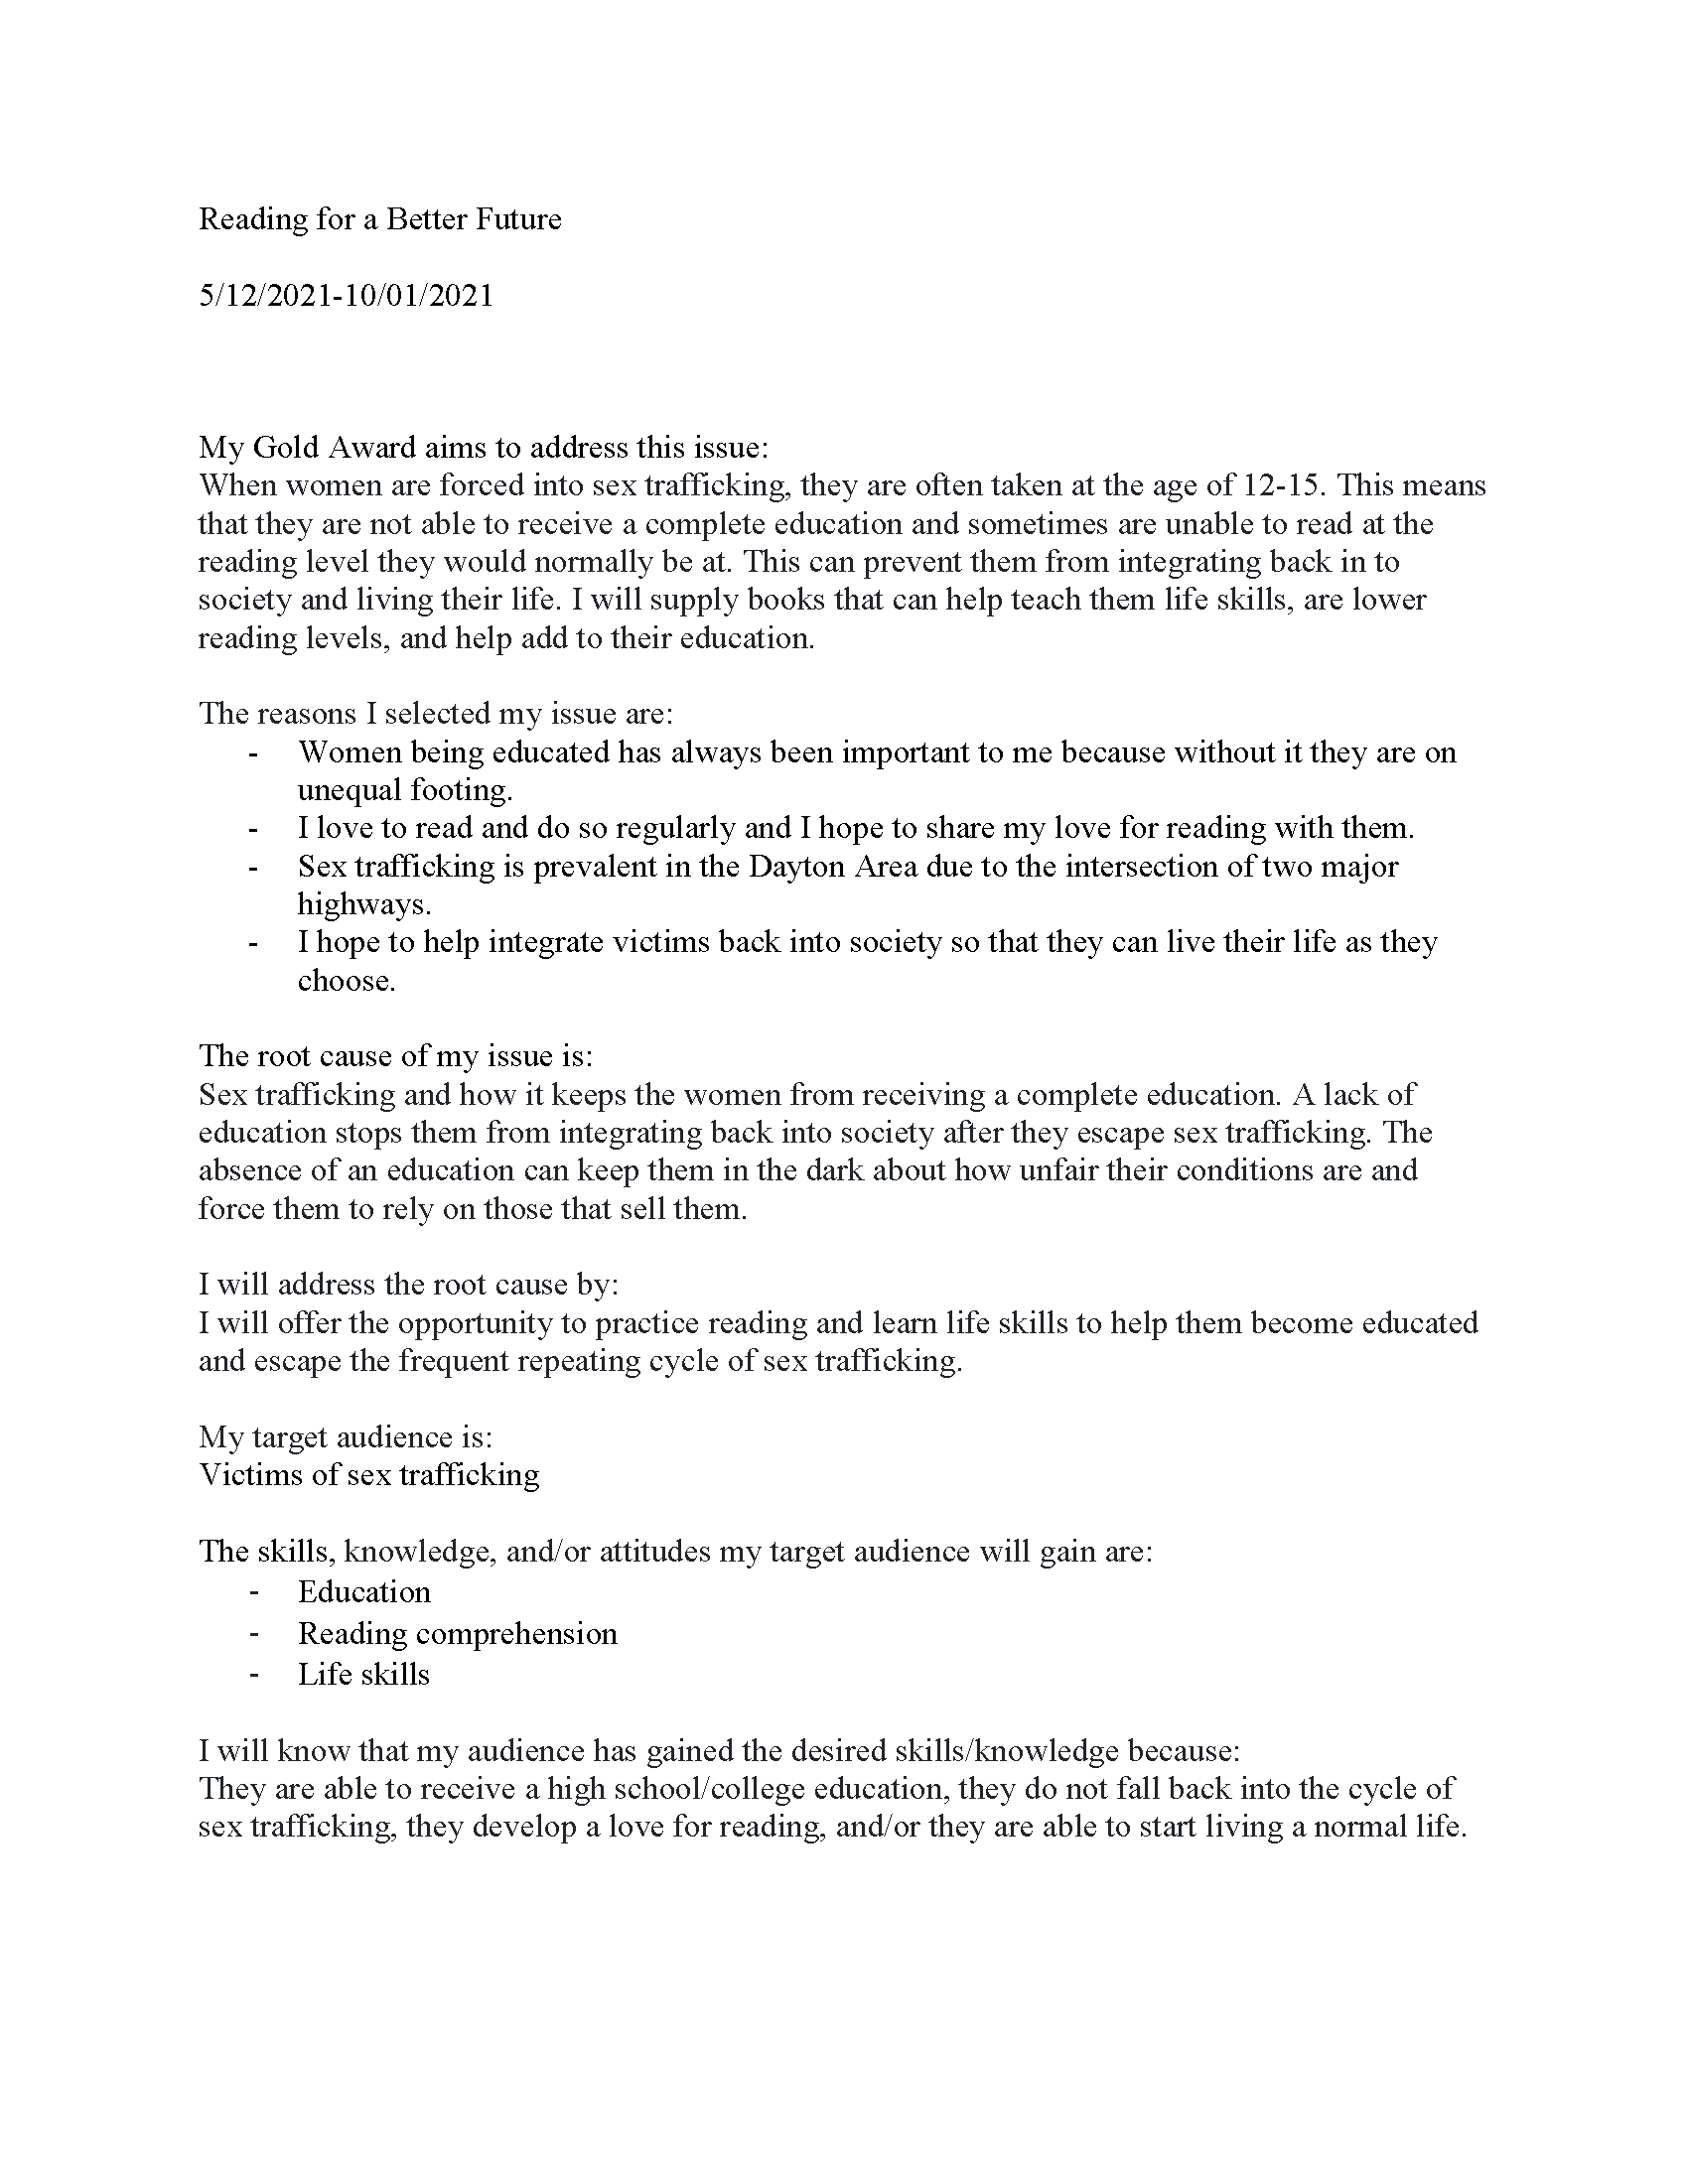 Reading for a Better Future
5/12/2021-10/01/2021
My Gold Award aims to address this issue:
When women are forced into sex trafficking, they are often taken at the age of 12-15. This means
that they are not able to receive a complete education and sometimes are unable to read at the
reading level they would normally be at. This can prevent them from integrating back in to
society and living their life. I will supply books that can help teach them life skills, are lower
reading levels, and help add to their education.
The reasons I selected my issue are:
- Women being educated has always been important to me because without it they are on
unequal footing.
- I love to read and do so regularly and I hope to share my love for reading with them.
- Sex trafficking is prevalent in the Dayton Area due to the intersection of two major
highways.
- I hope to help integrate victims back into society so that they can live their life as they
choose.
The root cause of my issue is:
Sex trafficking and how it keeps the women from receiving a complete education. A lack of
education stops them from integrating back into society after they escape sex trafficking. The
absence of an education can keep them in the dark about how unfair their conditions are and
force them to rely on those that sell them.
I will address the root cause by:
I will offer the opportunity to practice reading and learn life skills to help them become educated
and escape the frequent repeating cycle of sex trafficking.
My target audience is:
Victims of sex trafficking
The skills, knowledge, and/or attitudes my target audience will gain are:
- Education
- Reading comprehension
- Life skills
I will know that my audience has gained the desired skills/knowledge because:
They are able to receive a high school/college education, they do not fall back into the cycle of
sex trafficking, they develop a love for reading, and/or they are able to start living a normal life.